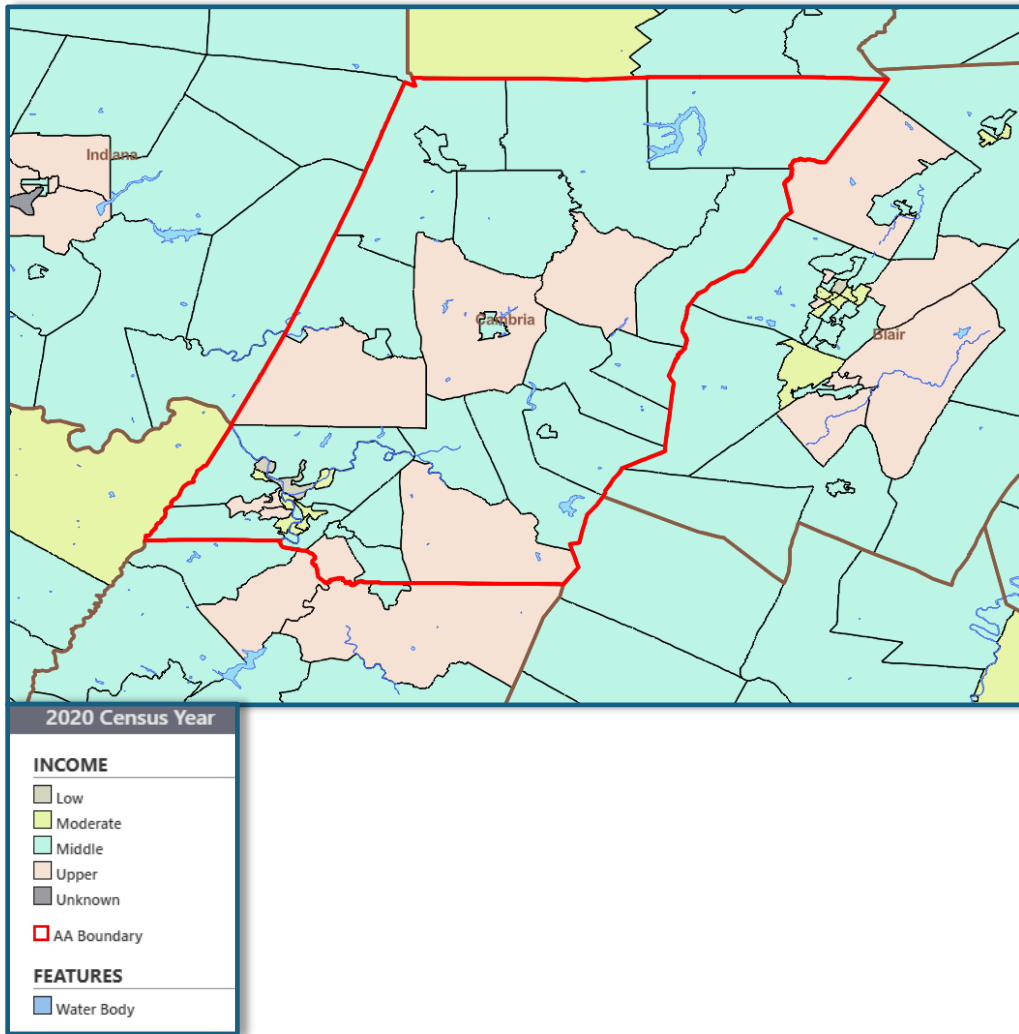 Indiana
Cambria
Blair
2020 Census Year
INCOME
Low
Moderate
Middle
Upper
Unknown
AA Boundary
FEATURES
Water Body